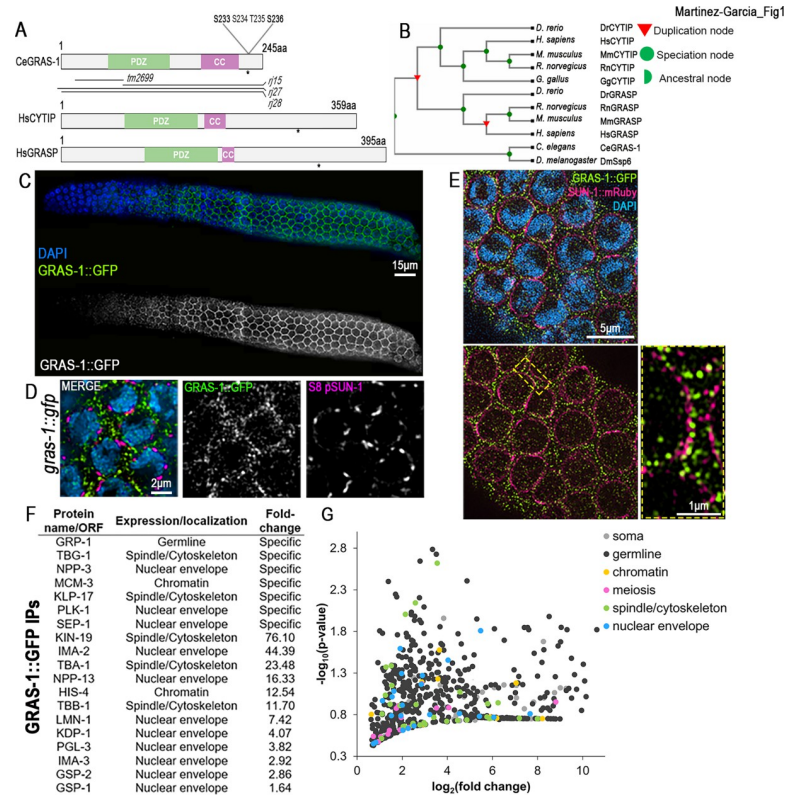 Martinez-Garcia_Fig1
A
S233 S234 T235 S236
1
245aa
CeGRAS-1
PDZ
CC
*
tm2699
rj15
rj27
rj28
1
359aa
HsCYTIP
PDZ
CC
*
1
395aa
HsGRASP
PDZ
CC
*
B
D. rerio DrCYTIP
H. sapiens HsCYTIP
M. musculus MmCYTIP
R. norvegicus RnCYTIP
G. gallus GgCYTIP
D. rerio DrGRASP
R. norvegicus RnGRASP
M. musculus MmGRASP
H. sapiens HsGRASP
C. elegans CeGRAS-1
D. melanogaster DmSsp6
Duplication node
Speciation node
Ancestral node
C
DAPI
GRAS-1::GFP
15µm
GRAS-1::GFP
D
gras-1::gfp
MERGE
2µm
GRAS-1::GFP
S8 pSUN-1
E
GRAS-1::GFP
SUN-1::mRuby
DAPI
5µm
1µm
F
GRAS-1::GFP IPs
Protein name/ORF Expression/localization Fold-change
GRP-1 Germline Specific
TBG-1 Spindle/Cytoskeleton Specific
NPP-3 Nuclear envelope Specific
MCM-3 Chromatin Specific
KLP-17 Spindle/Cytoskeleton Specific
PLK-1 Nuclear envelope Specific
SEP-1 Nuclear envelope Specific
KIN-19 Spindle/Cytoskeleton 76.10
IMA-2 Nuclear envelope 44.39
TBA-1 Spindle/Cytoskeleton 23.48
NPP-13 Nuclear envelope 16.33
HIS-4 Chromatin 12.54
TBB-1 Spindle/Cytoskeleton 11.70
LMN-1 Nuclear envelope 7.42
KDP-1 Nuclear envelope 4.07
PGL-3 Nuclear envelope 3.82
IMA-3 Nuclear envelope 2.92
GSP-2 Nuclear envelope 2.86
GSP-1 Nuclear envelope 1.64
G
-log10(p-value)
2.8
2.3
1.8
1.3
0.8
0.3
0 2 4 6 8 10
log2(fold change)
soma
germline
chromatin
meiosis
spindle/cytoskeleton
nuclear envelope